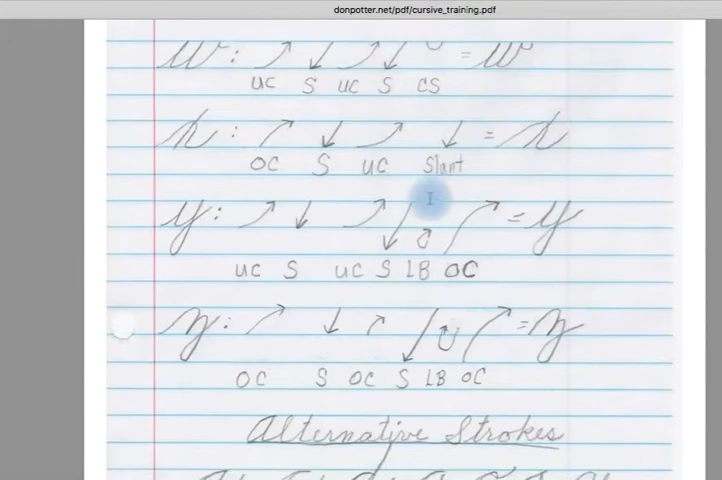 donpotter.net/pdf/cursive_training.pdf
w : = w
UC S UC S CS
x : = x
OC S UC Slant
y : = y
UC S UC S LB OC
z : = z
OC S OC S LB OC
Alternative Strokes